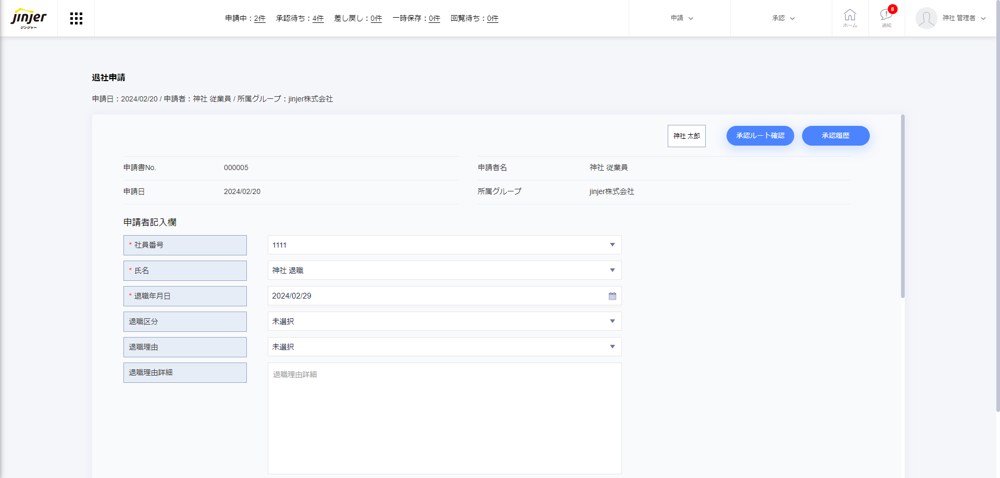 jinjer
ジンジャー
申請中：2件 承認待ち：4件 差し戻し：0件 一時保存：0件 回覧待ち：0件
申請
承認
ホーム
8
通知
神社 管理者
退社申請
申請日：2024/02/20 / 申請者：神社 従業員 / 所属グループ：jinjer株式会社
神社 太郎
承認ルート確認
承認履歴
申請書No. 000005 申請者名 神社 従業員
申請日 2024/02/20 所属グループ jinjer株式会社
申請者記入欄
* 社員番号 1111
* 氏名 神社 退職
* 退職年月日 2024/02/29
退職区分 未選択
退職理由 未選択
退職理由詳細 退職理由詳細